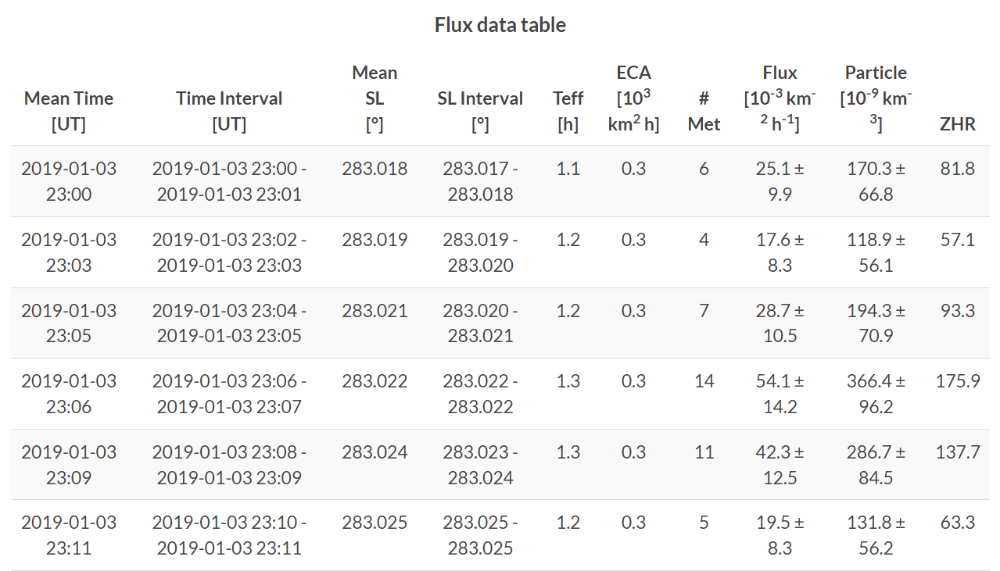 Flux data table
Mean Time [UT] Time Interval [UT] Mean SL [°] SL Interval [°] Teff [h] ECA [10³ km² h] # Met Flux [10⁻³ km⁻² h⁻¹] Particle [10⁻⁹ km⁻³] ZHR
2019-01-03 23:00 2019-01-03 23:00 - 2019-01-03 23:01 283.018 283.017 - 283.018 1.1 0.3 6 25.1 ± 9.9 170.3 ± 66.8 81.8
2019-01-03 23:03 2019-01-03 23:02 - 2019-01-03 23:03 283.019 283.019 - 283.020 1.2 0.3 4 17.6 ± 8.3 118.9 ± 56.1 57.1
2019-01-03 23:05 2019-01-03 23:04 - 2019-01-03 23:05 283.021 283.020 - 283.021 1.2 0.3 7 28.7 ± 10.5 194.3 ± 70.9 93.3
2019-01-03 23:06 2019-01-03 23:06 - 2019-01-03 23:07 283.022 283.022 - 283.022 1.3 0.3 14 54.1 ± 14.2 366.4 ± 96.2 175.9
2019-01-03 23:09 2019-01-03 23:08 - 2019-01-03 23:09 283.024 283.023 - 283.024 1.3 0.3 11 42.3 ± 12.5 286.7 ± 84.5 137.7
2019-01-03 23:11 2019-01-03 23:10 - 2019-01-03 23:11 283.025 283.025 - 283.025 1.2 0.3 5 19.5 ± 8.3 131.8 ± 56.2 63.3